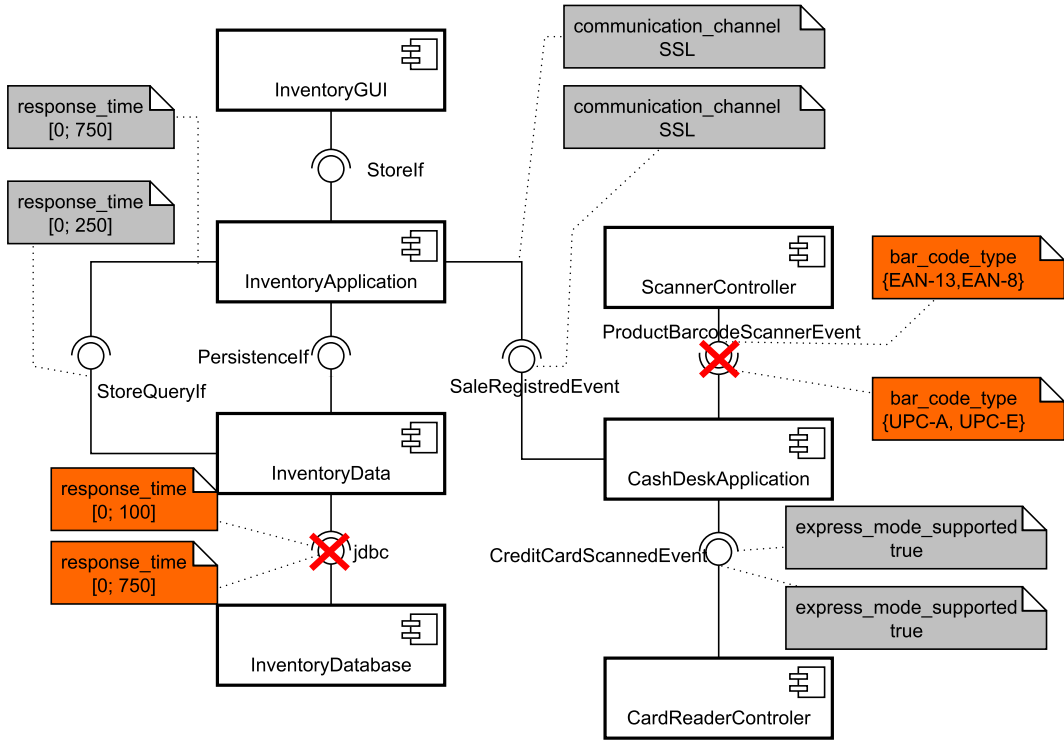 communication_channel
SSL
InventoryGUI
response_time
[0; 750]
communication_channel
SSL
StoreIf
response_time
[0; 250]
InventoryApplication
ScannerController
bar_code_type
{EAN-13,EAN-8}
ProductBarcodeScannerEvent
PersistenceIf
StoreQueryIf
SaleRegistredEvent
bar_code_type
{UPC-A, UPC-E}
InventoryData
CashDeskApplication
response_time
[0; 100]
express_mode_supported
true
jdbc
CreditCardScannedEvent
response_time
[0; 750]
express_mode_supported
true
InventoryDatabase
CardReaderControler